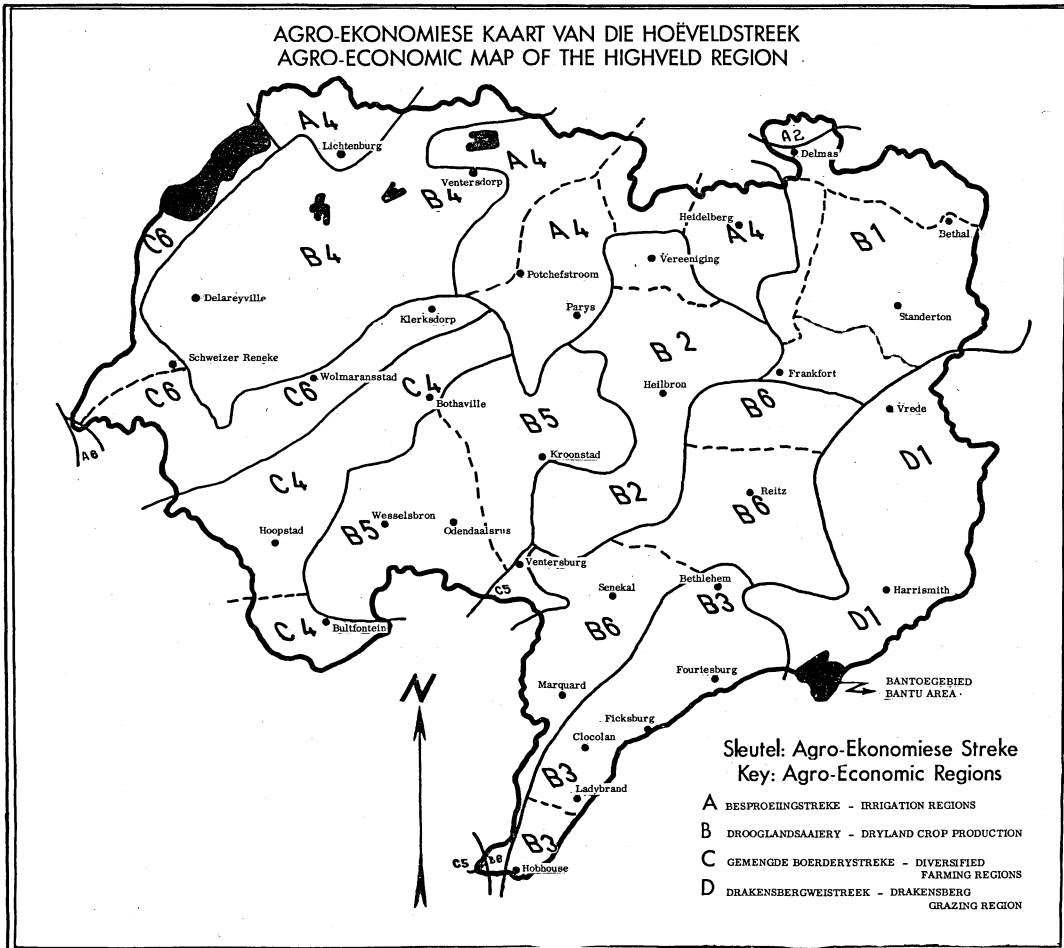 AGRO-EKONOMIESE KAART VAN DIE HOËVELDSTREEK
AGRO-ECONOMIC MAP OF THE HIGHVELD REGION
A4
Lichtenburg
A4
A2
Delmas
Ventersdorp
B4
C6
B4
A4
Heidelberg
A4
B1
Bethal
Vereeniging
Potchefstroom
Delareyville
Klerksdorp
Parys
Standerton
B2
Schweizer Reneke
Wolmaransstad
C6
C6
C4
Bothaville
Heilbron
Frankfort
B6
Vrede
B5
A6
Kroonstad
D1
C4
B2
Reitz
B6
Hoopstad
Wesselsbron
B5
Odendaalsrus
Ventersburg
C5
Senekal
Bethlehem
B3
Harrismith
C4
Bultfontein
B6
D1
N
Marquard
Fouriesburg
BANTOEGEBIED
BANTU AREA
Ficksburg
Clocolan
B3
Ladybrand
B3
C5
B6
Hobhouse
Sleutel: Agro-Ekonomiese Streke
Key: Agro-Economic Regions
A BESPROEIINGSTREKE - IRRIGATION REGIONS
B DROOGLANDSAAIERY - DRYLAND CROP PRODUCTION
C GEMENGDE BOERDERYSTREKE - DIVERSIFIED
FARMING REGIONS
D DRAKENSBERGWEISTREEK - DRAKENSBERG
GRAZING REGION